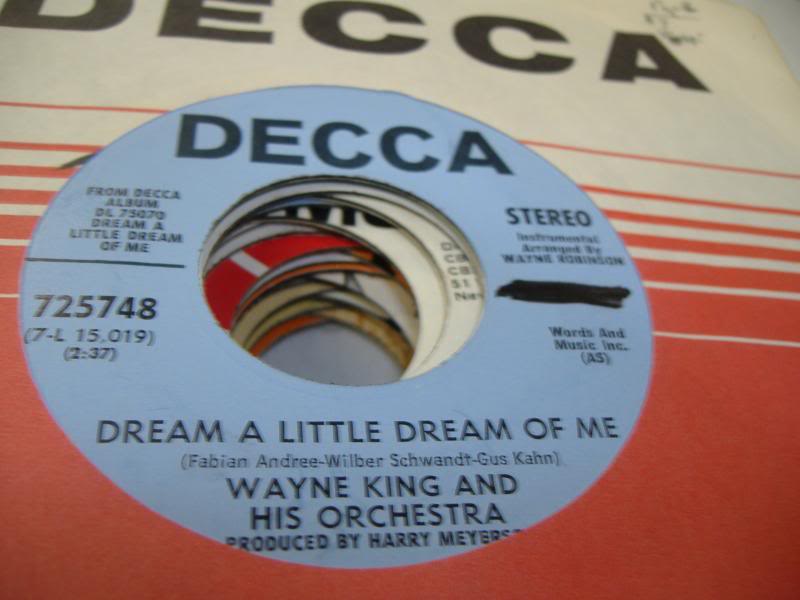 DECCA
DECCA
FROM DECCA
ALBUM
DL 75070
DREAM A
LITTLE DREAM
OF ME
STEREO
Instrumental
Arranged By
WAYNE ROBINSON
725748
(7-L 15,019)
(2:37)
Words And
Music Inc.
(AS)
DREAM A LITTLE DREAM OF ME
(Fabian Andree-Wilber Schwandt-Gus Kahn)
WAYNE KING AND
HIS ORCHESTRA
PRODUCED BY HARRY MEYERS